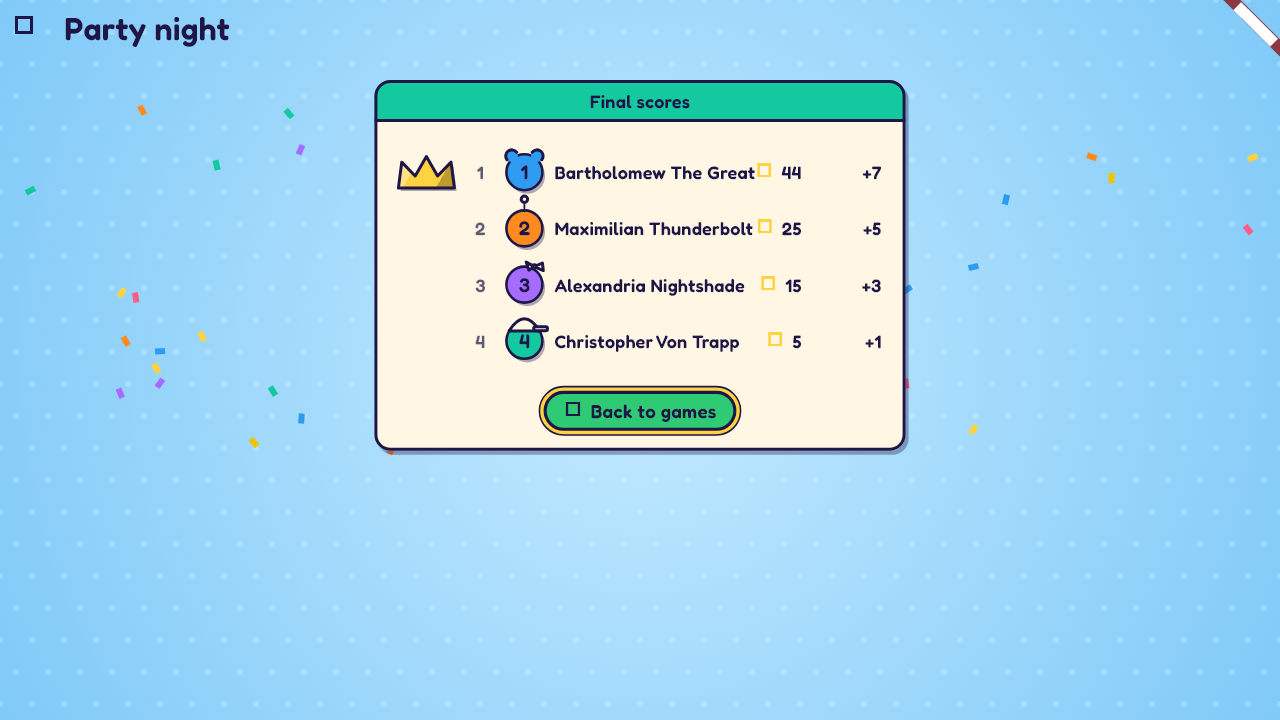 Party night
Final scores
1 1 Bartholomew The Great 44 +7
2 2 Maximilian Thunderbolt 25 +5
3 3 Alexandria Nightshade 15 +3
4 4 Christopher Von Trapp 5 +1
Back to games